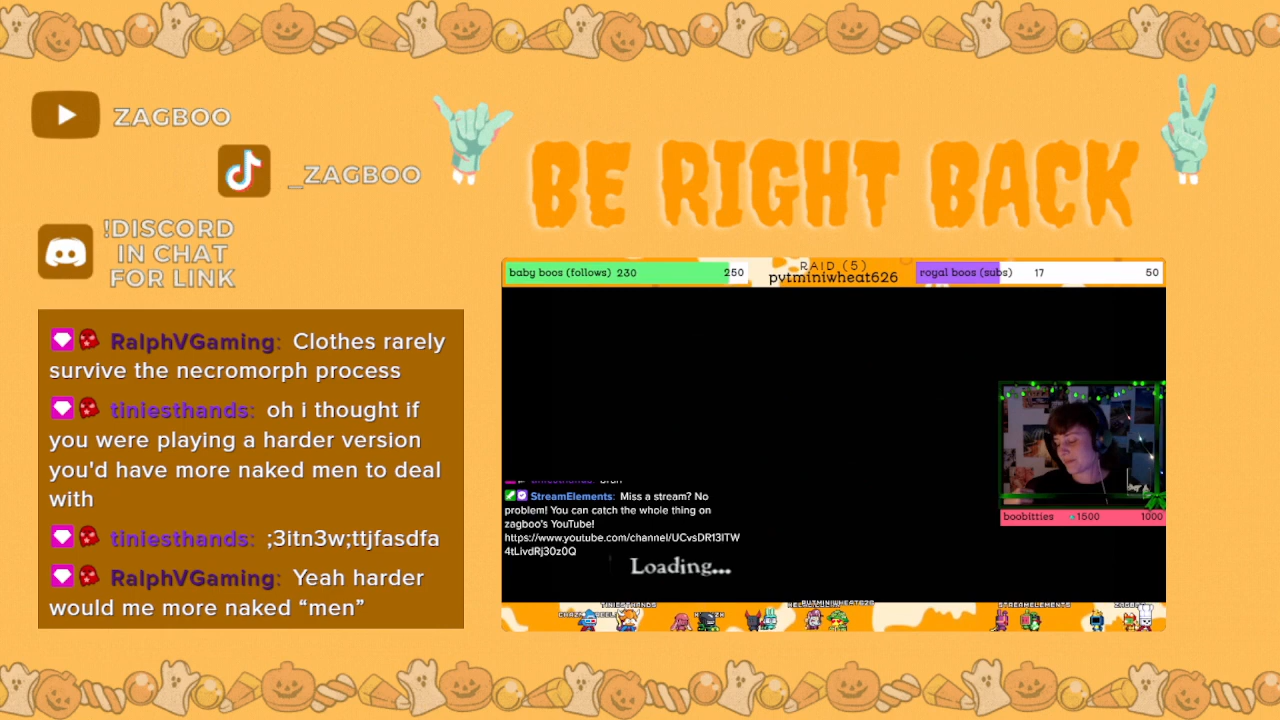 ZAGBOO
_ZAGBOO
!DISCORD
IN CHAT
FOR LINK
BE RIGHT BACK
RalphVGaming: Clothes rarely
survive the necromorph process
tiniesthands: oh i thought if
you were playing a harder version
you'd have more naked men to deal
with
tiniesthands: ;3itn3w;ttjfasdfa
RalphVGaming: Yeah harder
would me more naked “men”
baby boos (follows) 230 250
RAID (5)
pvtminiwheat626
royal boos (subs) 17 50
StreamElements: Miss a stream? No
problem! You can catch the whole thing on
zagboo's YouTube!
https://www.youtube.com/channel/UCvsDR13ITW
4tLivdRj30z0Q
Loading...
boobitties 1500 1000
TINIESTHANDS
PVTMINIWHEAT626
STREAMELEMENTS